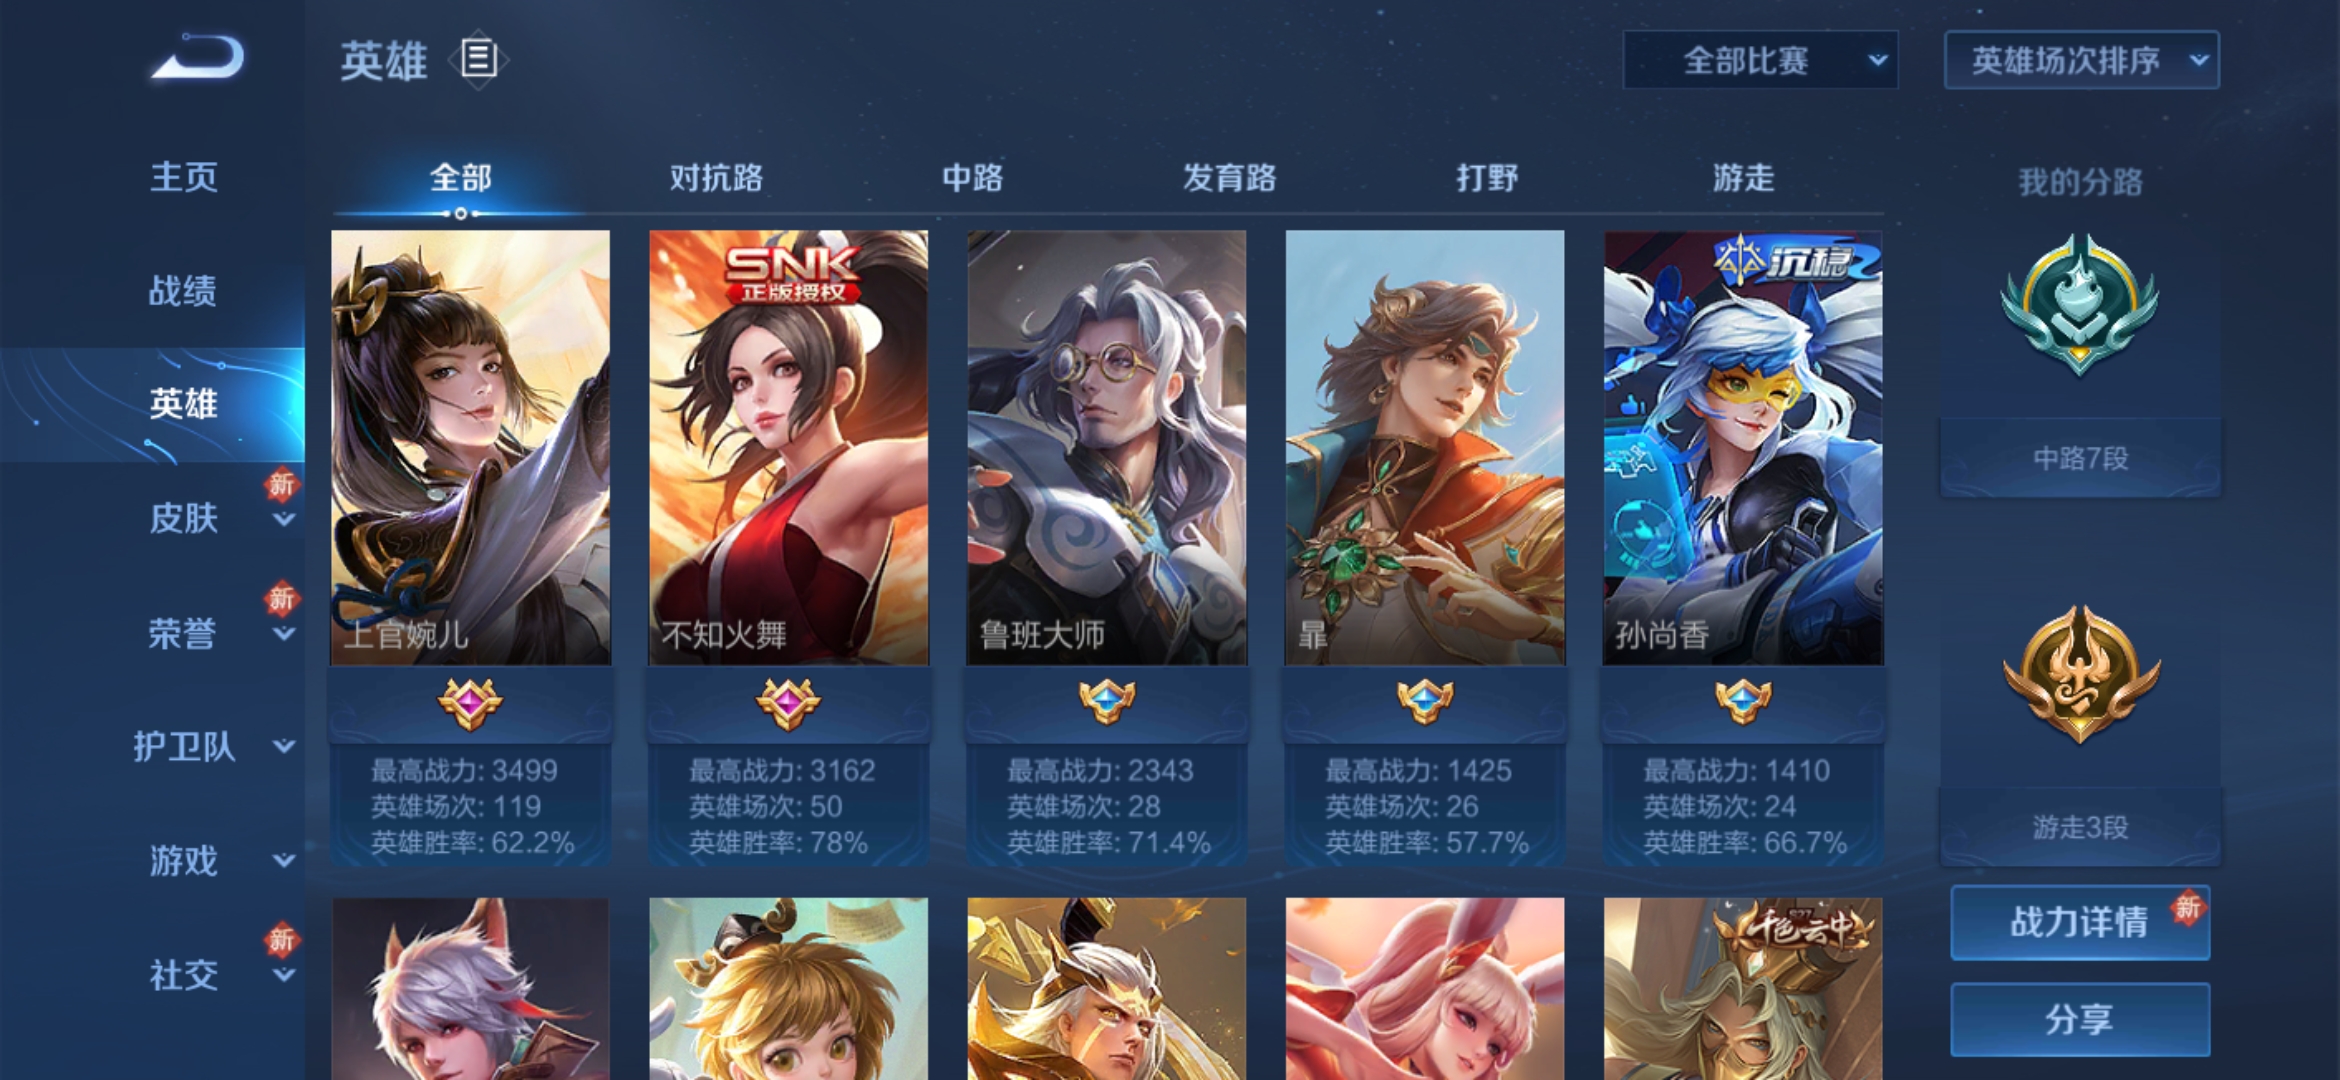 英雄
全部比赛
英雄场次排序
主页
战绩
英雄
新
皮肤
新
荣誉
护卫队
游戏
新
社交
全部
对抗路
中路
发育路
打野
游走
SNK
正版授权
沉稳
上官婉儿
不知火舞
鲁班大师
暃
孙尚香
最高战力: 3499
英雄场次: 119
英雄胜率: 62.2%
最高战力: 3162
英雄场次: 50
英雄胜率: 78%
最高战力: 2343
英雄场次: 28
英雄胜率: 71.4%
最高战力: 1425
英雄场次: 26
英雄胜率: 57.7%
最高战力: 1410
英雄场次: 24
英雄胜率: 66.7%
S27
千色云中
我的分路
中路7段
游走3段
新
战力详情
分享